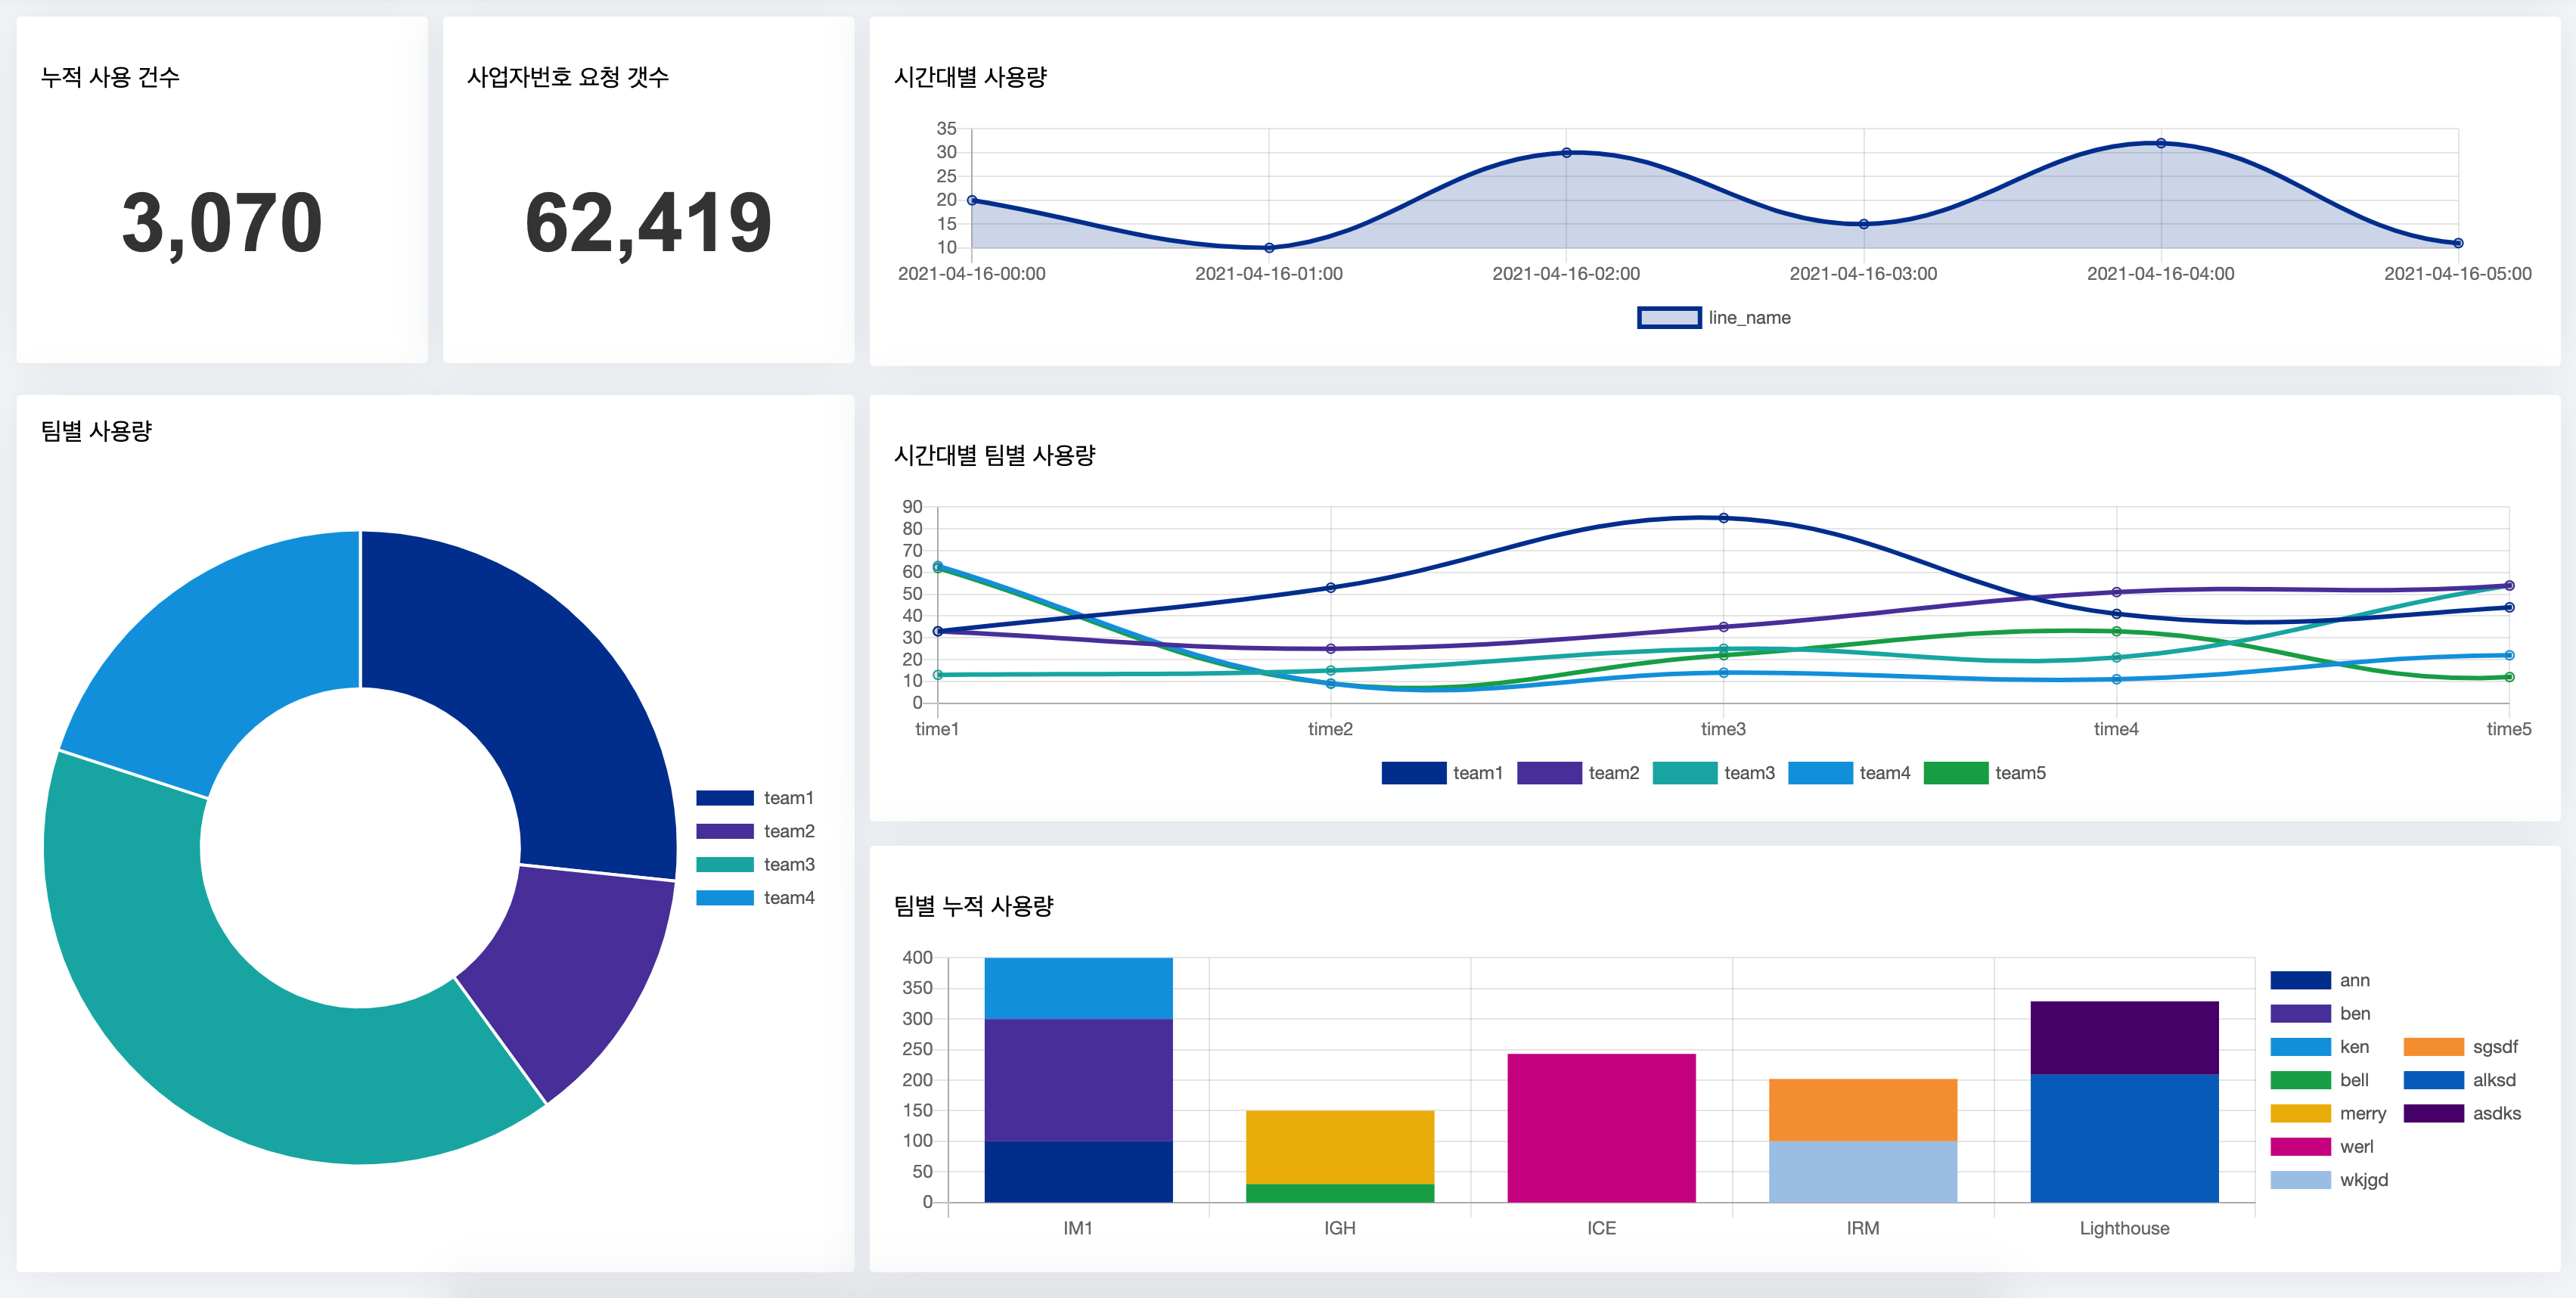 누적 사용 건수
3,070
사업자번호 요청 갯수
62,419
시간대별 사용량
35
30
25
20
15
10
2021-04-16-00:00 2021-04-16-01:00 2021-04-16-02:00 2021-04-16-03:00 2021-04-16-04:00 2021-04-16-05:00
line_name
팀별 사용량
team1
team2
team3
team4
시간대별 팀별 사용량
90
80
70
60
50
40
30
20
10
0
time1 time2 time3 time4 time5
team1 team2 team3 team4 team5
팀별 누적 사용량
400
350
300
250
200
150
100
50
0
IM1 IGH ICE IRM Lighthouse
ann
ben
ken sgsdf
bell alksd
merry asdks
werl
wkjgd